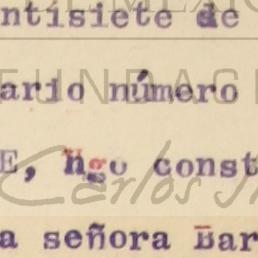 ntisiete de
ario número
E, hgo const
a señora Bar